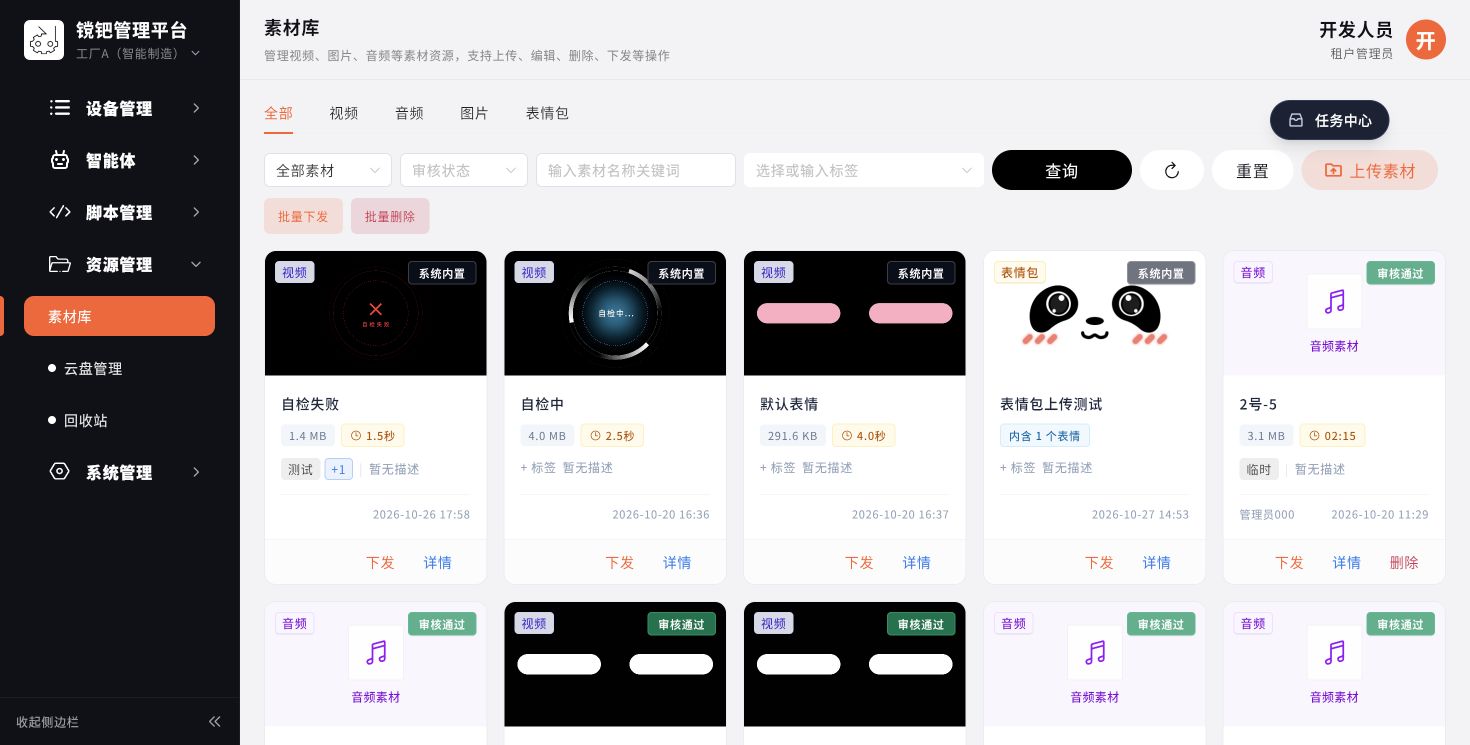 镜钯管理平台
工厂A（智能制造）
设备管理
智能体
脚本管理
资源管理
素材库
云盘管理
回收站
系统管理
收起侧边栏
素材库
管理视频、图片、音频等素材资源，支持上传、编辑、删除、下发等操作
开发人员
租户管理员
开
全部 视频 音频 图片 表情包
任务中心
全部素材 审核状态 输入素材名称关键词 选择或输入标签 查询 重置 上传素材
批量下发 批量删除
视频 系统内置
自检失败
自检失败
1.4 MB 1.5秒
测试 +1 暂无描述
2026-10-26 17:58
下发 详情
视频 系统内置
自检中...
自检中
4.0 MB 2.5秒
+ 标签 暂无描述
2026-10-20 16:36
下发 详情
视频 系统内置
默认表情
291.6 KB 4.0秒
+ 标签 暂无描述
2026-10-20 16:37
下发 详情
表情包 系统内置
表情包上传测试
内含 1 个表情
+ 标签 暂无描述
2026-10-27 14:53
下发 详情
音频 审核通过
音频素材
2号-5
3.1 MB 02:15
临时 暂无描述
管理员000 2026-10-20 11:29
下发 详情 删除
音频 审核通过
音频素材
视频 审核通过
视频 审核通过
音频 审核通过
音频素材
音频 审核通过
音频素材